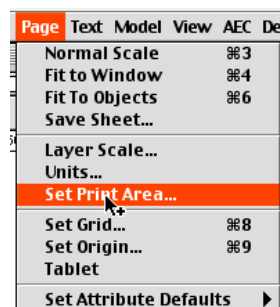 Page Text Model View AEC De
Normal Scale ⌘3
Fit to Window ⌘4
Fit To Objects ⌘6
Save Sheet...
Layer Scale...
Units...
Set Print Area...
Set Grid... ⌘8
Set Origin... ⌘9
Tablet
Set Attribute Defaults